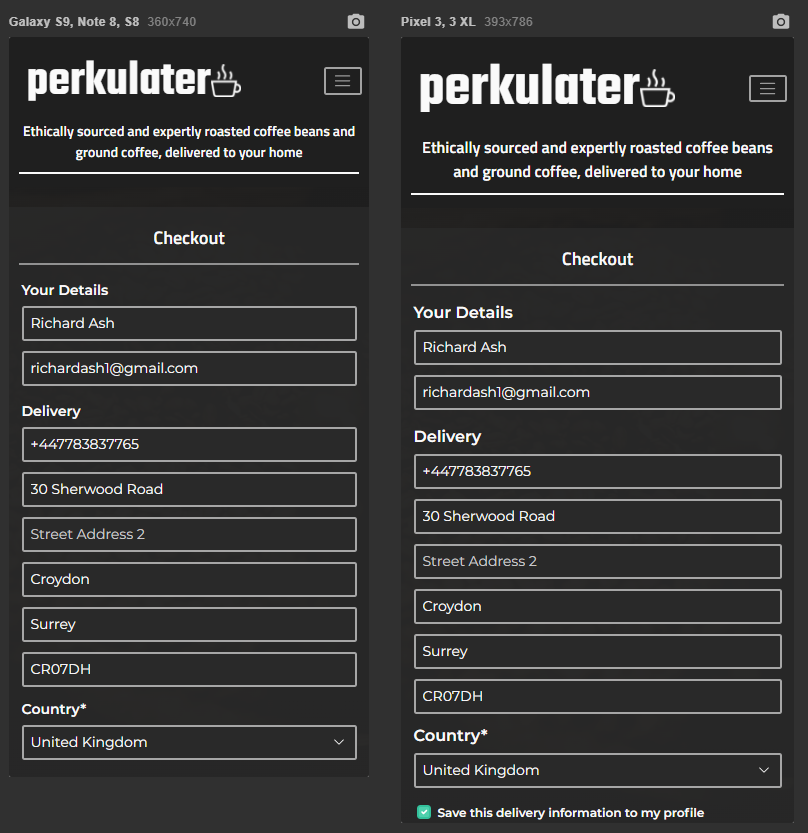 Galaxy S9, Note 8, S8 360x740
perkulater
Ethically sourced and expertly roasted coffee beans and
ground coffee, delivered to your home
Checkout
Your Details
Richard Ash
richardash1@gmail.com
Delivery
+447783837765
30 Sherwood Road
Street Address 2
Croydon
Surrey
CR07DH
Country*
United Kingdom
Pixel 3, 3 XL 393x786
perkulater
Ethically sourced and expertly roasted coffee beans
and ground coffee, delivered to your home
Checkout
Your Details
Richard Ash
richardash1@gmail.com
Delivery
+447783837765
30 Sherwood Road
Street Address 2
Croydon
Surrey
CR07DH
Country*
United Kingdom
Save this delivery information to my profile